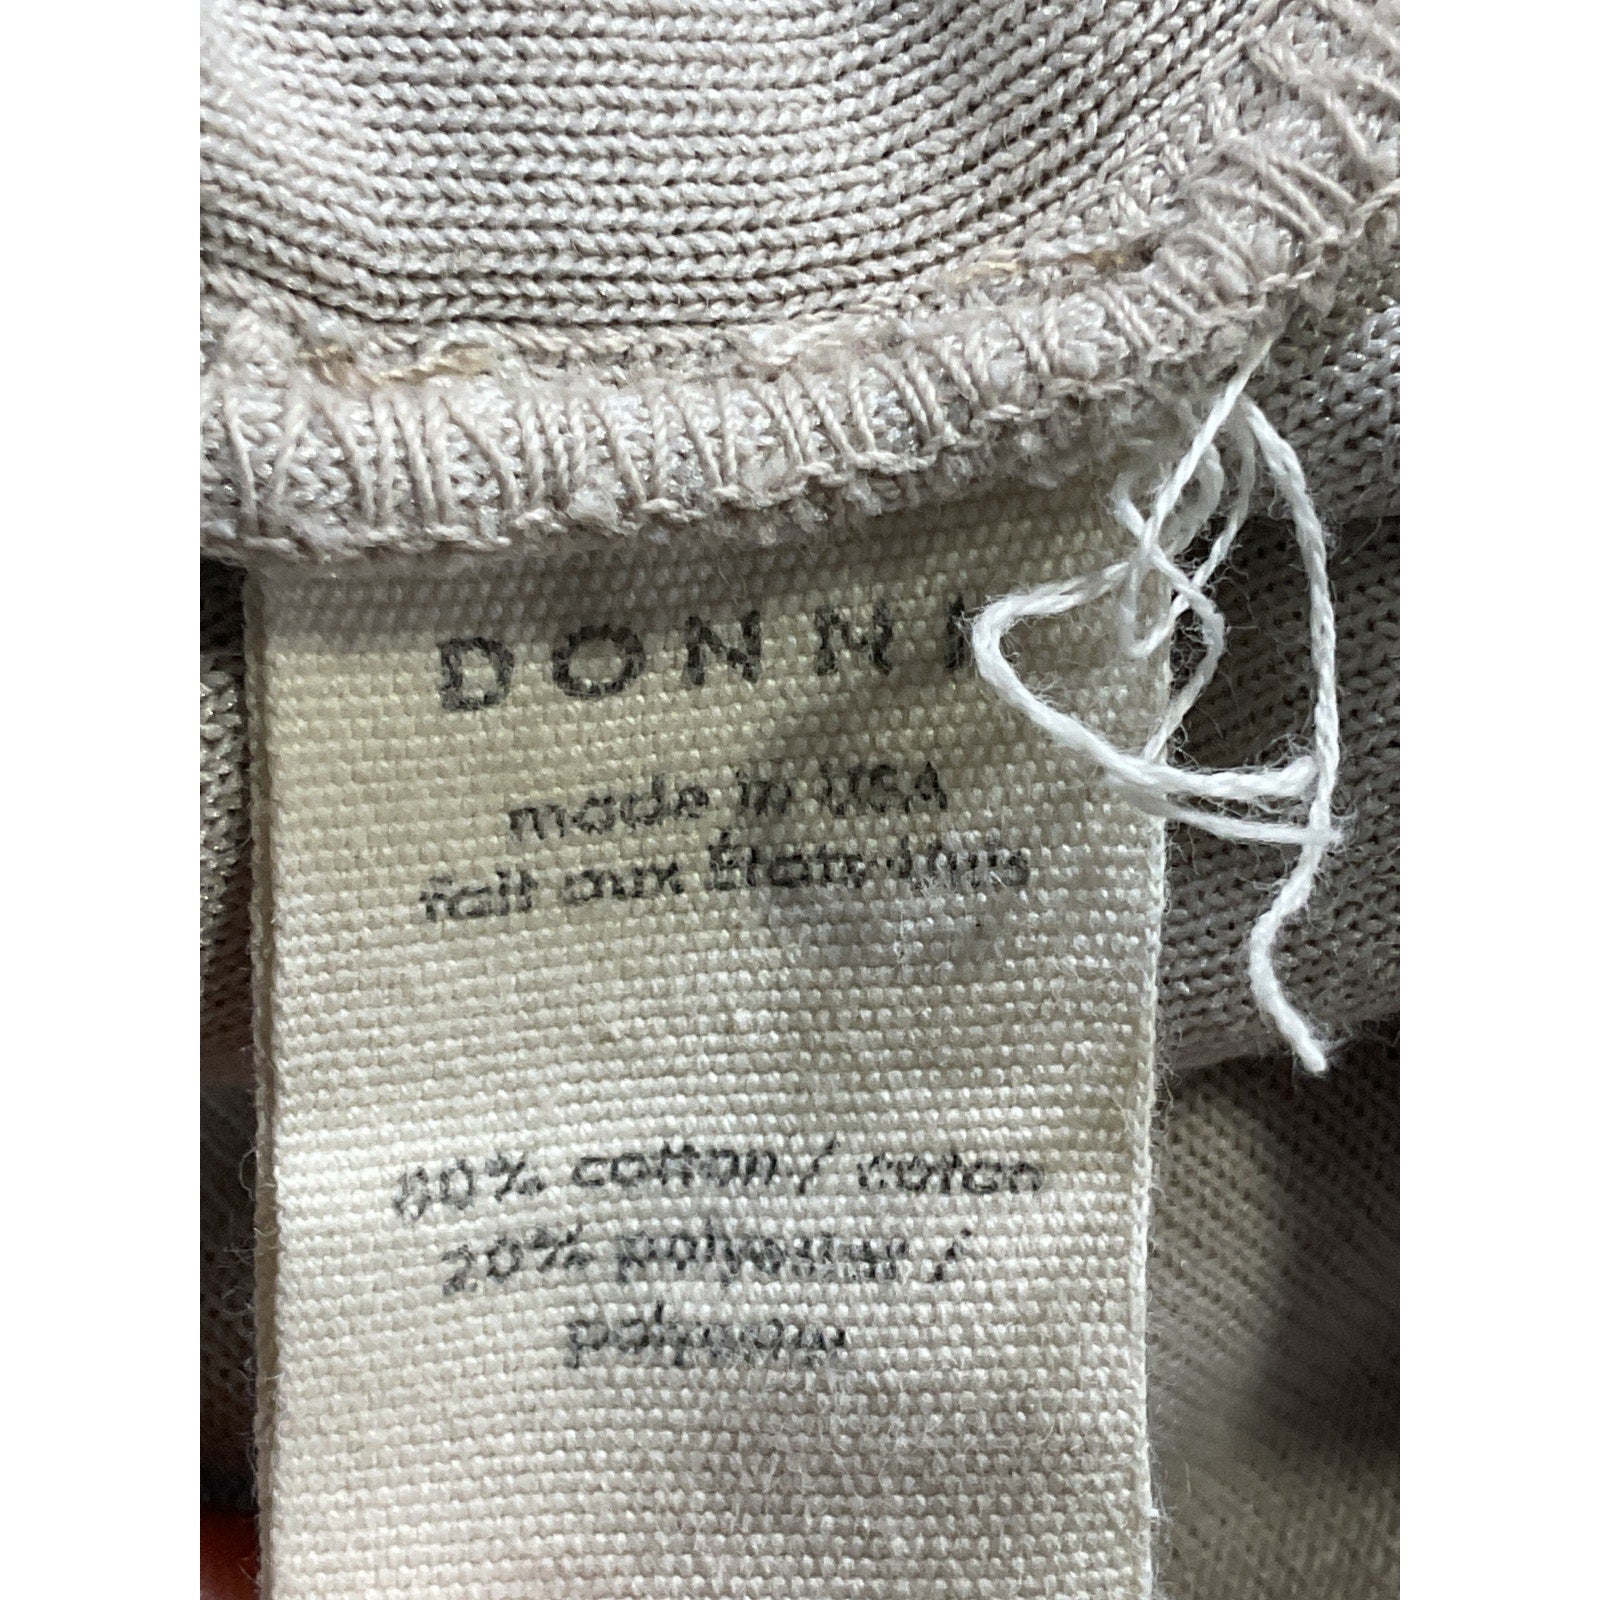 DONNI
made in USA
fait aux États-Unis
80% cotton / coton
20% polyester /
polyester